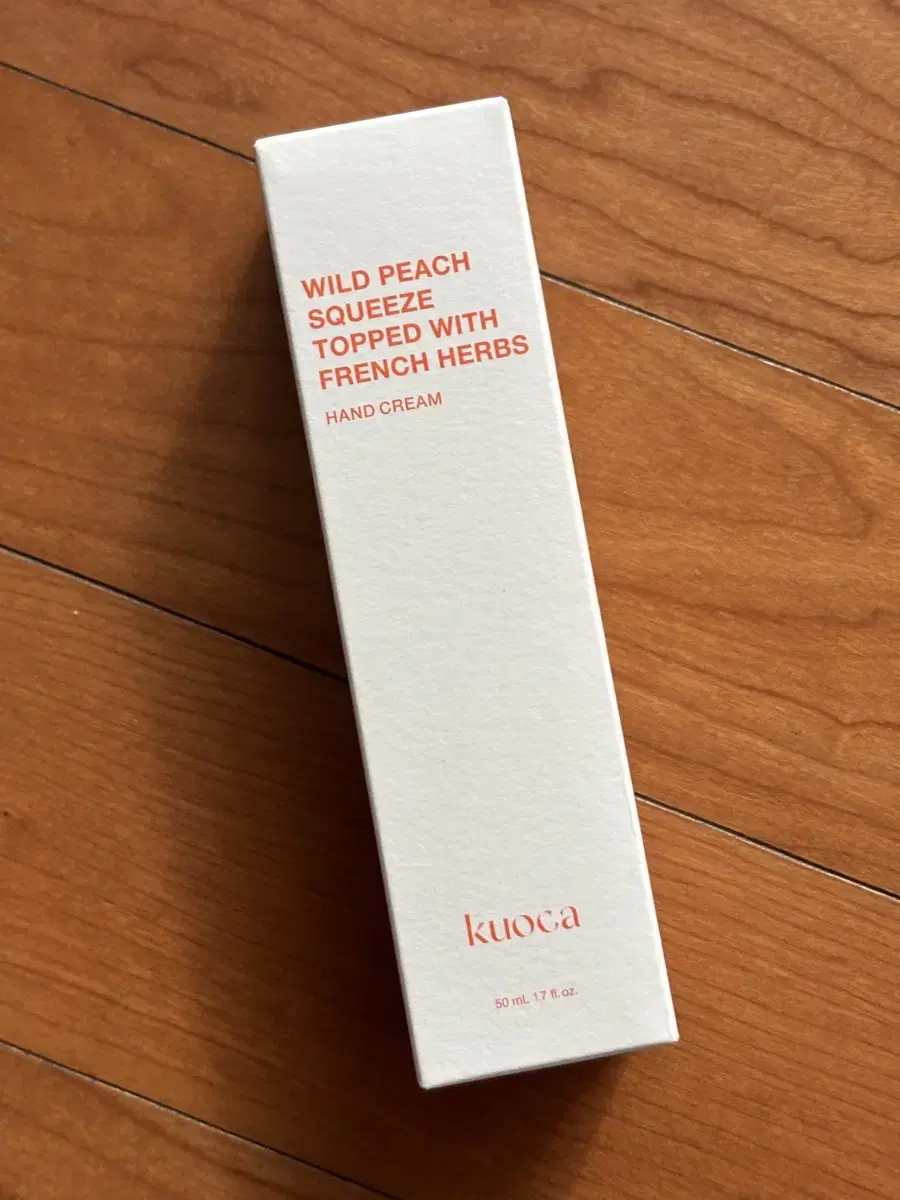 WILD PEACH
SQUEEZE
TOPPED WITH
FRENCH HERBS
HAND CREAM
kuoca
50 mL 1.7 fl. oz.